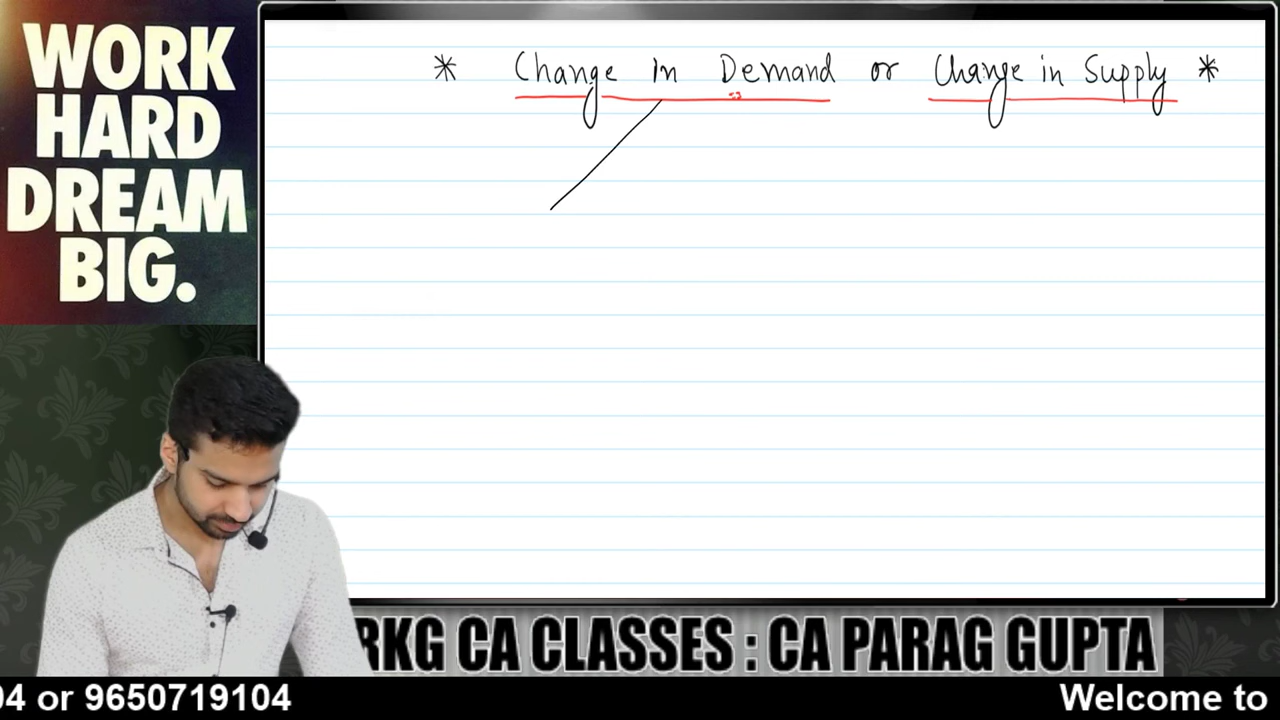 WORK
HARD
DREAM
BIG.
* Change in Demand or Change in Supply *
RKG CA CLASSES : CA PARAG GUPTA
04 or 9650719104
Welcome to